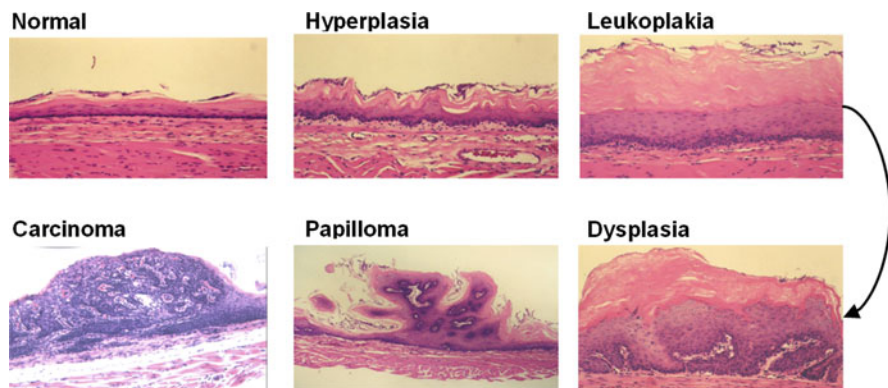 Normal
Hyperplasia
Leukoplakia
Carcinoma
Papilloma
Dysplasia